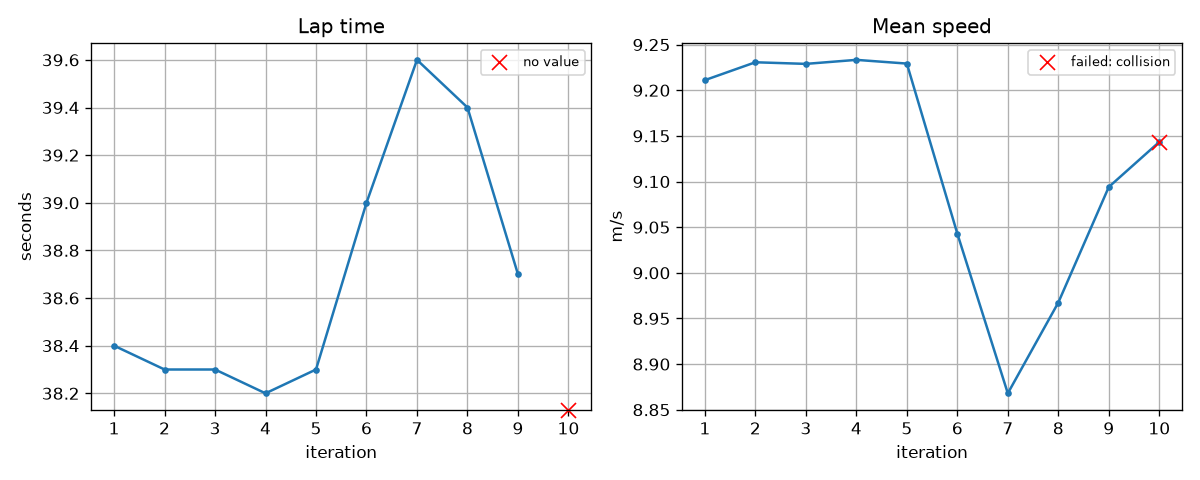 Lap time
39.6
39.4
39.2
39.0
38.8
38.6
38.4
38.2
seconds
no value
1 2 3 4 5 6 7 8 9 10
iteration
Mean speed
9.25
9.20
9.15
9.10
9.05
9.00
8.95
8.90
8.85
m/s
failed: collision
1 2 3 4 5 6 7 8 9 10
iteration